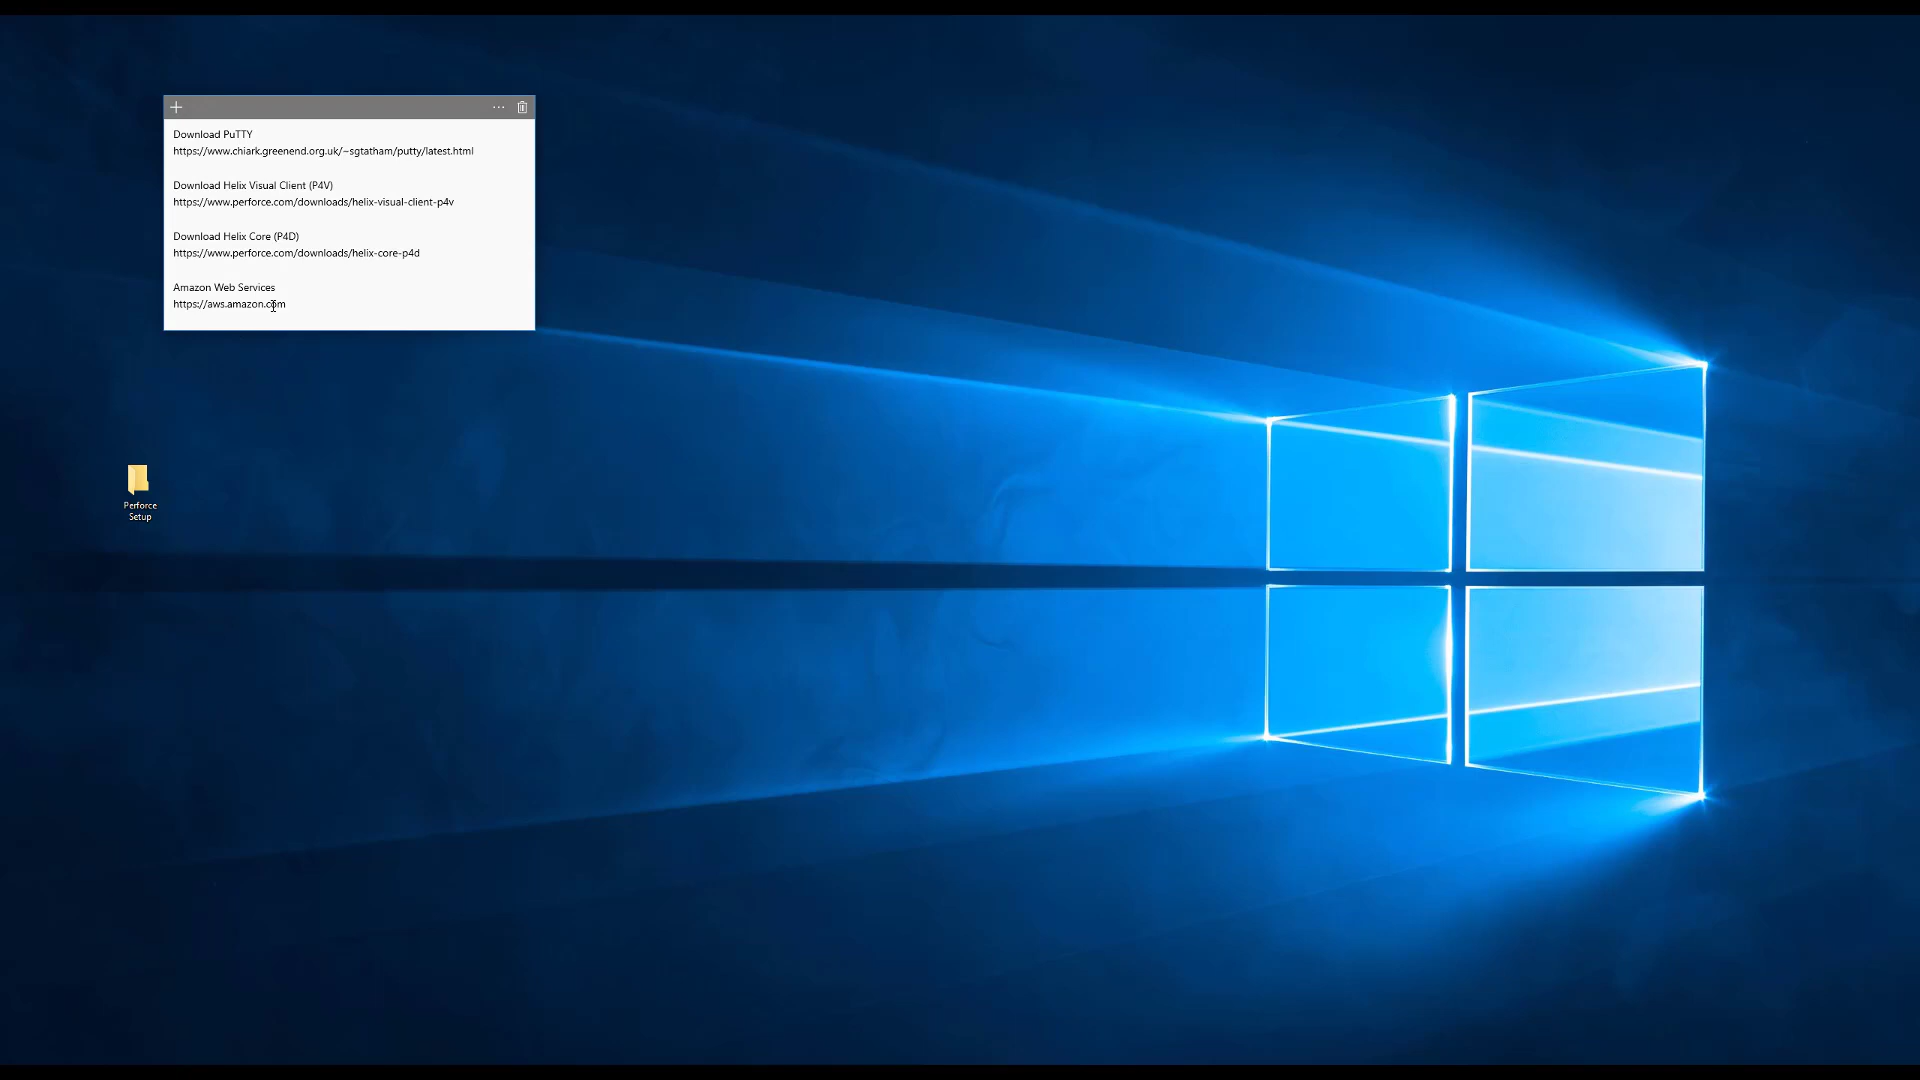 Download PuTTY
https://www.chiark.greenend.org.uk/~sgtatham/putty/latest.html
Download Helix Visual Client (P4V)
https://www.perforce.com/downloads/helix-visual-client-p4v
Download Helix Core (P4D)
https://www.perforce.com/downloads/helix-core-p4d
Amazon Web Services
https://aws.amazon.com
Perforce
Setup